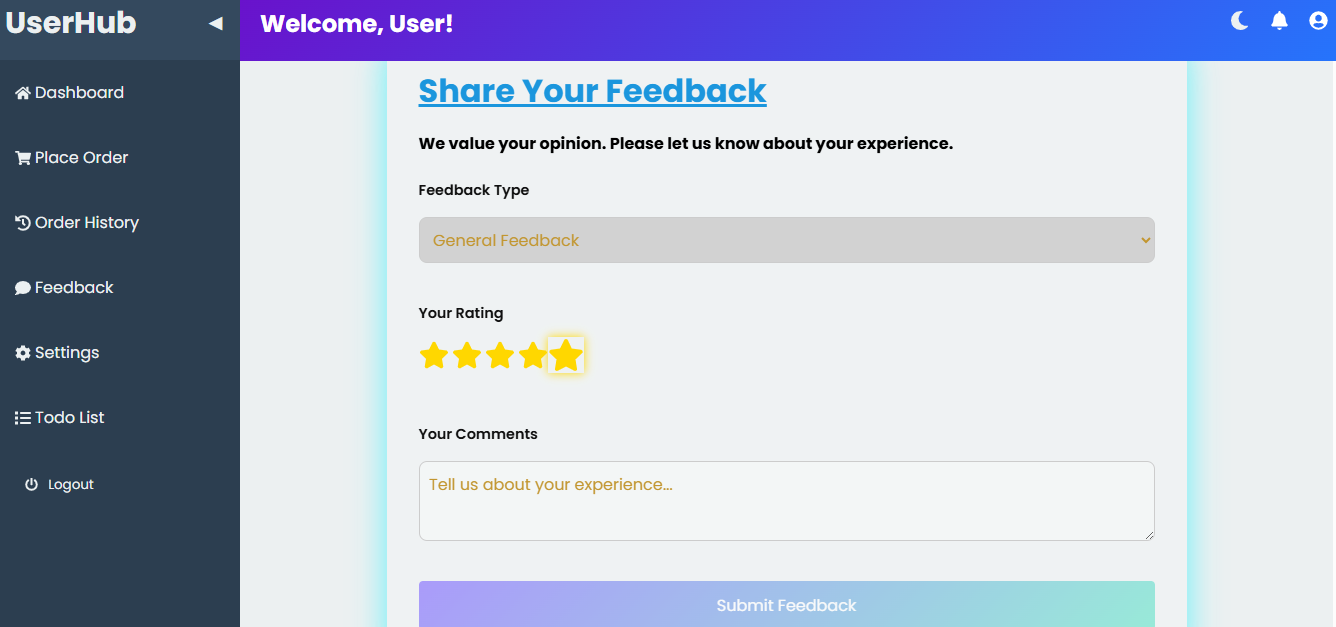 UserHub
Welcome, User!
Dashboard
Place Order
Order History
Feedback
Settings
Todo List
Logout
Share Your Feedback
We value your opinion. Please let us know about your experience.
Feedback Type
General Feedback
Your Rating
Your Comments
Tell us about your experience...
Submit Feedback